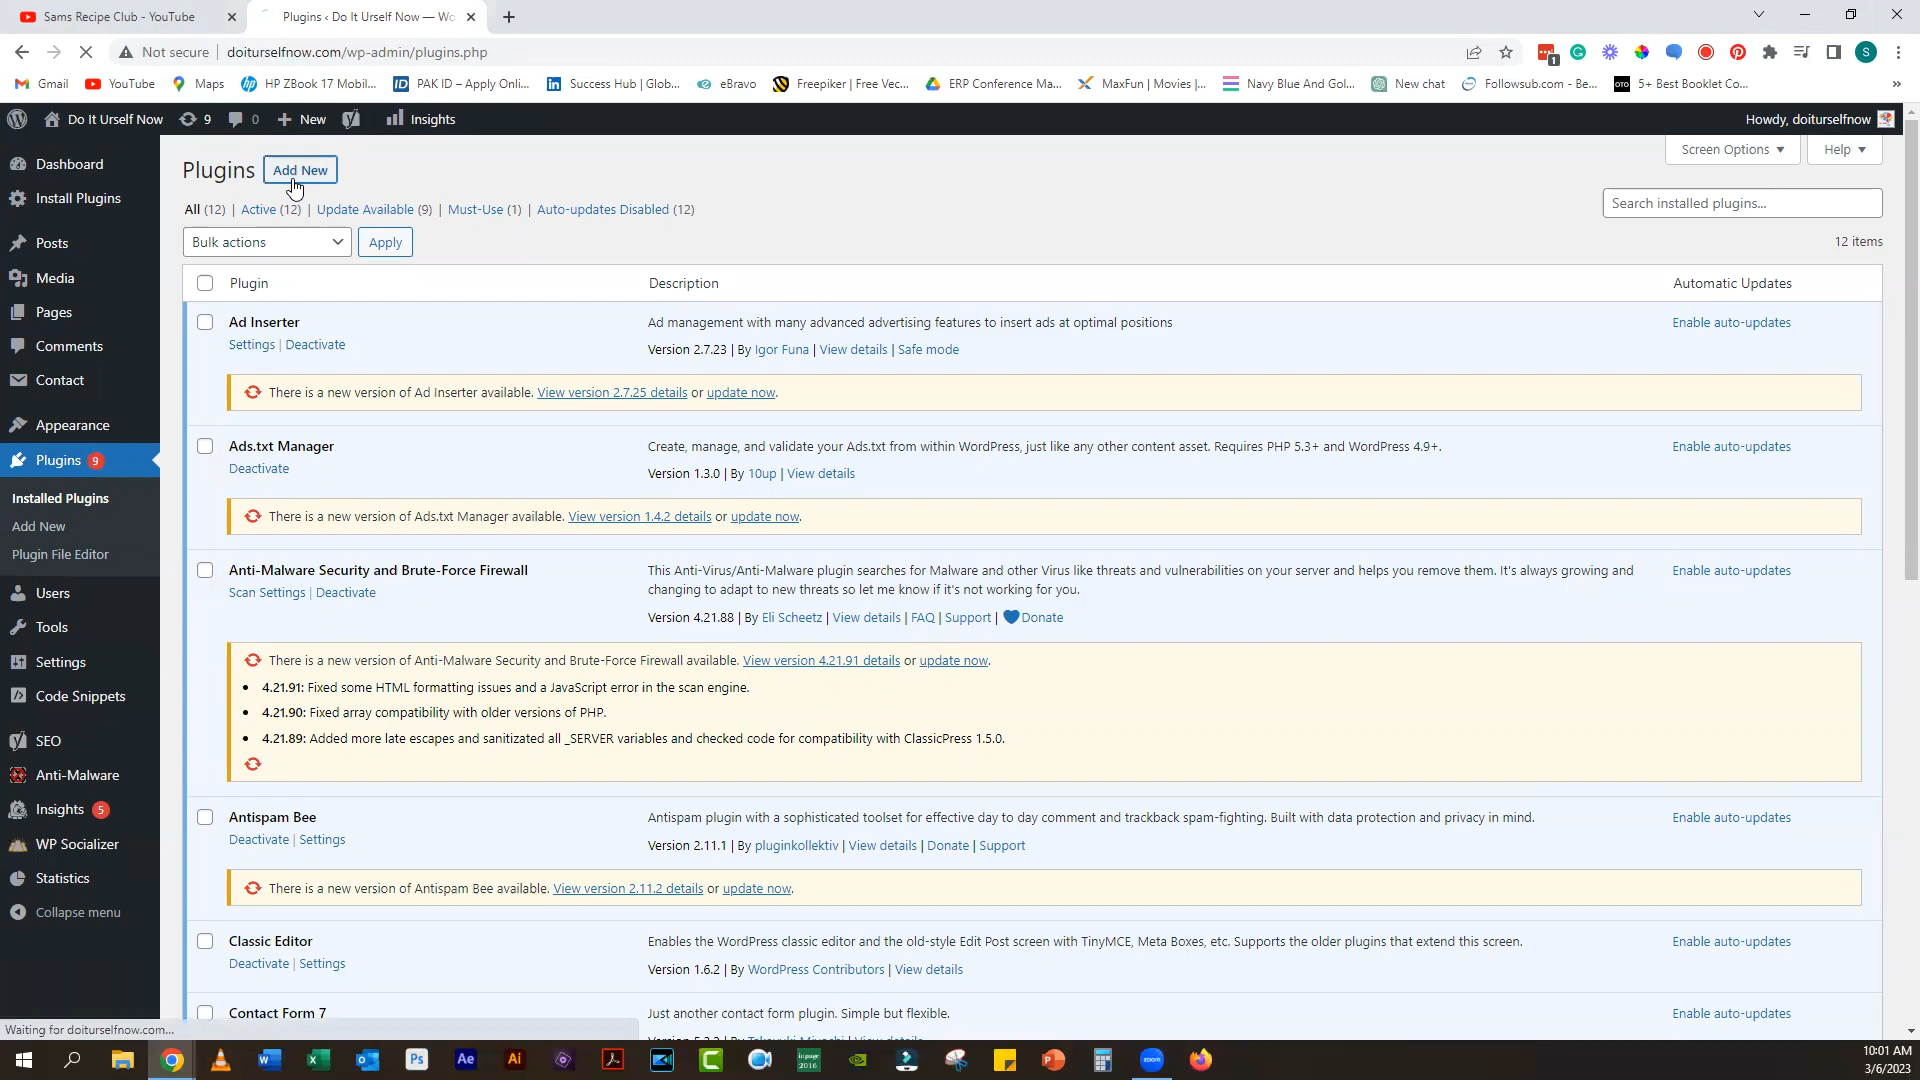 Sams Recipe Club - YouTube
Plugins ‹ Do It Urself Now — Wo
Not secure
doiturselfnow.com/wp-admin/plugins.php
Gmail
YouTube
Maps
HP ZBook 17 Mobil...
PAK ID – Apply Onli...
Success Hub | Glob...
eBravo
Freepiker | Free Vec...
ERP Conference Ma...
MaxFun | Movies |...
Navy Blue And Gol...
New chat
Followsub.com - Be...
5+ Best Booklet Co...
Do It Urself Now
9
0
New
Insights
Howdy, doiturselfnow
Dashboard
Install Plugins
Posts
Media
Pages
Comments
Contact
Appearance
Plugins 9
Installed Plugins
Add New
Plugin File Editor
Users
Tools
Settings
Code Snippets
SEO
Anti-Malware
Insights 5
WP Socializer
Statistics
Collapse menu
Plugins Add New
Screen Options
Help
All (12) | Active (12) | Update Available (9) | Must-Use (1) | Auto-updates Disabled (12)
Search installed plugins...
Bulk actions
Apply
12 items
Plugin
Description
Automatic Updates
Ad Inserter
Settings | Deactivate
Ad management with many advanced advertising features to insert ads at optimal positions
Version 2.7.23 | By Igor Funa | View details | Safe mode
Enable auto-updates
There is a new version of Ad Inserter available. View version 2.7.25 details or update now.
Ads.txt Manager
Deactivate
Create, manage, and validate your Ads.txt from within WordPress, just like any other content asset. Requires PHP 5.3+ and WordPress 4.9+.
Version 1.3.0 | By 10up | View details
Enable auto-updates
There is a new version of Ads.txt Manager available. View version 1.4.2 details or update now.
Anti-Malware Security and Brute-Force Firewall
Scan Settings | Deactivate
This Anti-Virus/Anti-Malware plugin searches for Malware and other Virus like threats and vulnerabilities on your server and helps you remove them. It's always growing and
changing to adapt to new threats so let me know if it's not working for you.
Version 4.21.88 | By Eli Scheetz | View details | FAQ | Support | Donate
Enable auto-updates
There is a new version of Anti-Malware Security and Brute-Force Firewall available. View version 4.21.91 details or update now.
4.21.91: Fixed some HTML formatting issues and a JavaScript error in the scan engine.
4.21.90: Fixed array compatibility with older versions of PHP.
4.21.89: Added more late escapes and sanitizated all _SERVER variables and checked code for compatibility with ClassicPress 1.5.0.
Antispam Bee
Deactivate | Settings
Antispam plugin with a sophisticated toolset for effective day to day comment and trackback spam-fighting. Built with data protection and privacy in mind.
Version 2.11.1 | By pluginkollektiv | View details | Donate | Support
Enable auto-updates
There is a new version of Antispam Bee available. View version 2.11.2 details or update now.
Classic Editor
Deactivate | Settings
Enables the WordPress classic editor and the old-style Edit Post screen with TinyMCE, Meta Boxes, etc. Supports the older plugins that extend this screen.
Version 1.6.2 | By WordPress Contributors | View details
Enable auto-updates
Contact Form 7
Just another contact form plugin. Simple but flexible.
Enable auto-updates
Waiting for doiturselfnow.com...
10:01 AM
3/6/2023